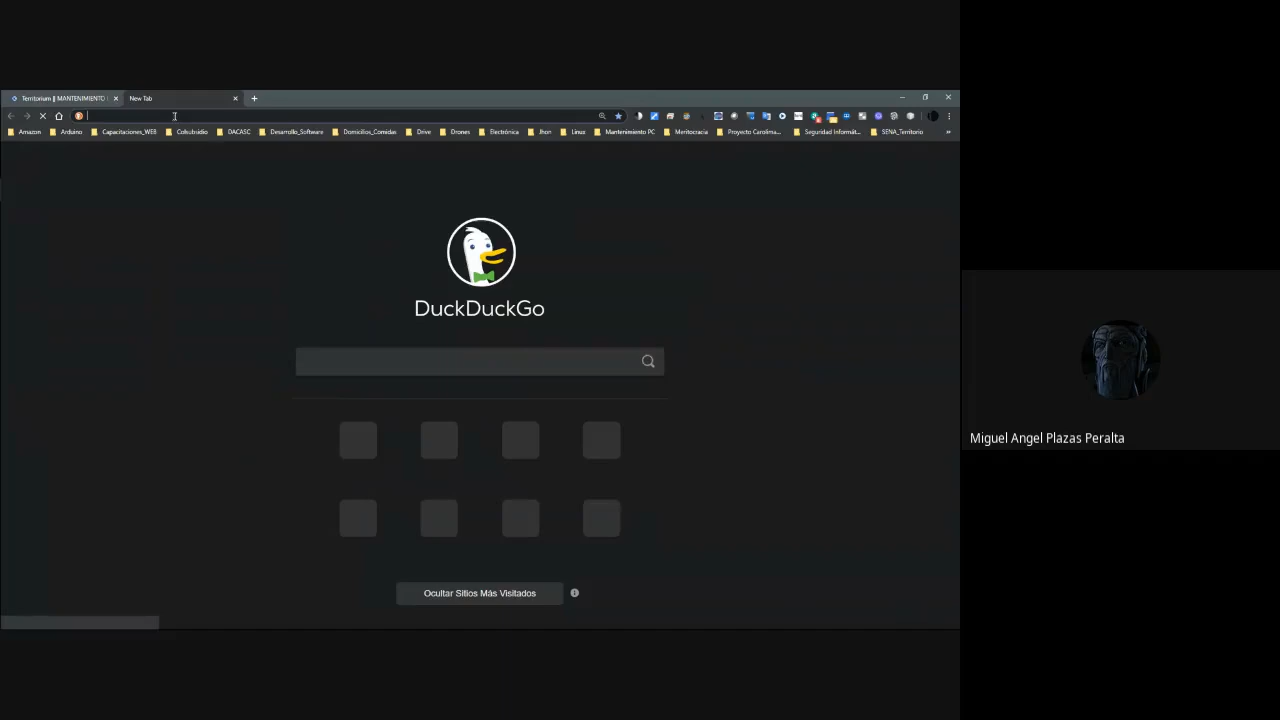 Territorium || MANTENIMIENTO
New Tab
Amazon
Arduino
Capacitaciones_WEB
Colsubsidio
DACASC
Desarrollo_Software
Domicilios_Comidas
Drive
Drones
Electrónica
Jhon
Linux
Mantenimiento PC
Meritocracia
Proyecto Carolima...
Seguridad Informát...
SENA_Territorio
DuckDuckGo
Miguel Angel Plazas Peralta
Ocultar Sitios Más Visitados